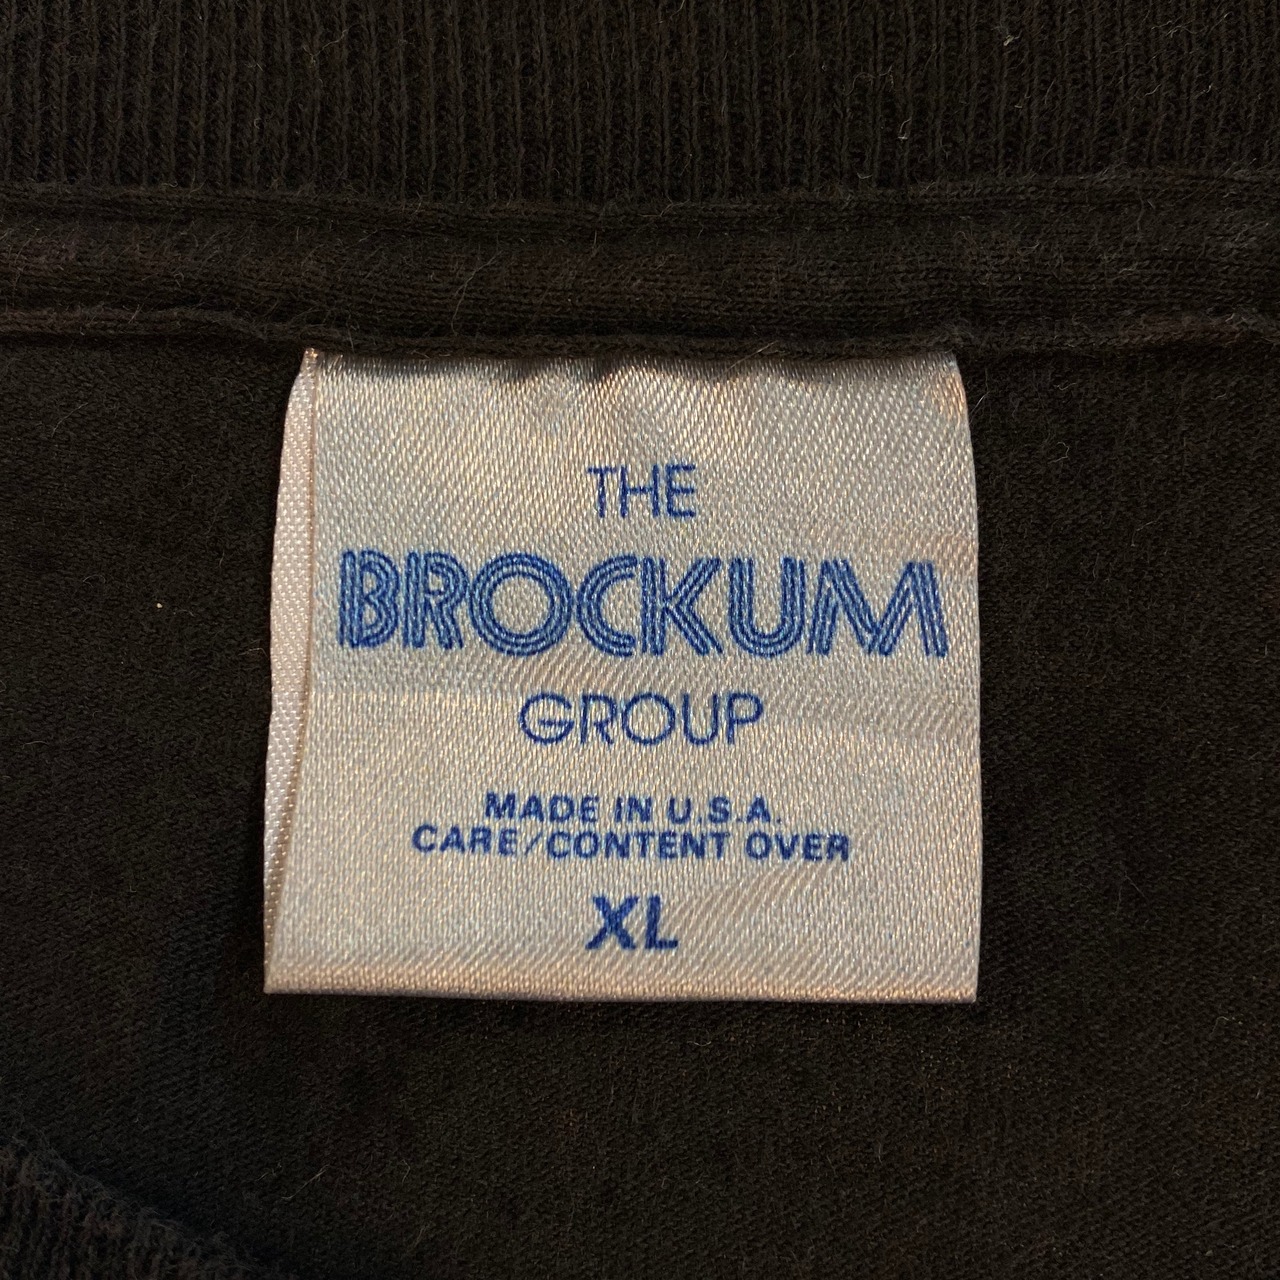 THE
BROCKUM
GROUP
MADE IN U.S.A.
CARE/CONTENT OVER
XL